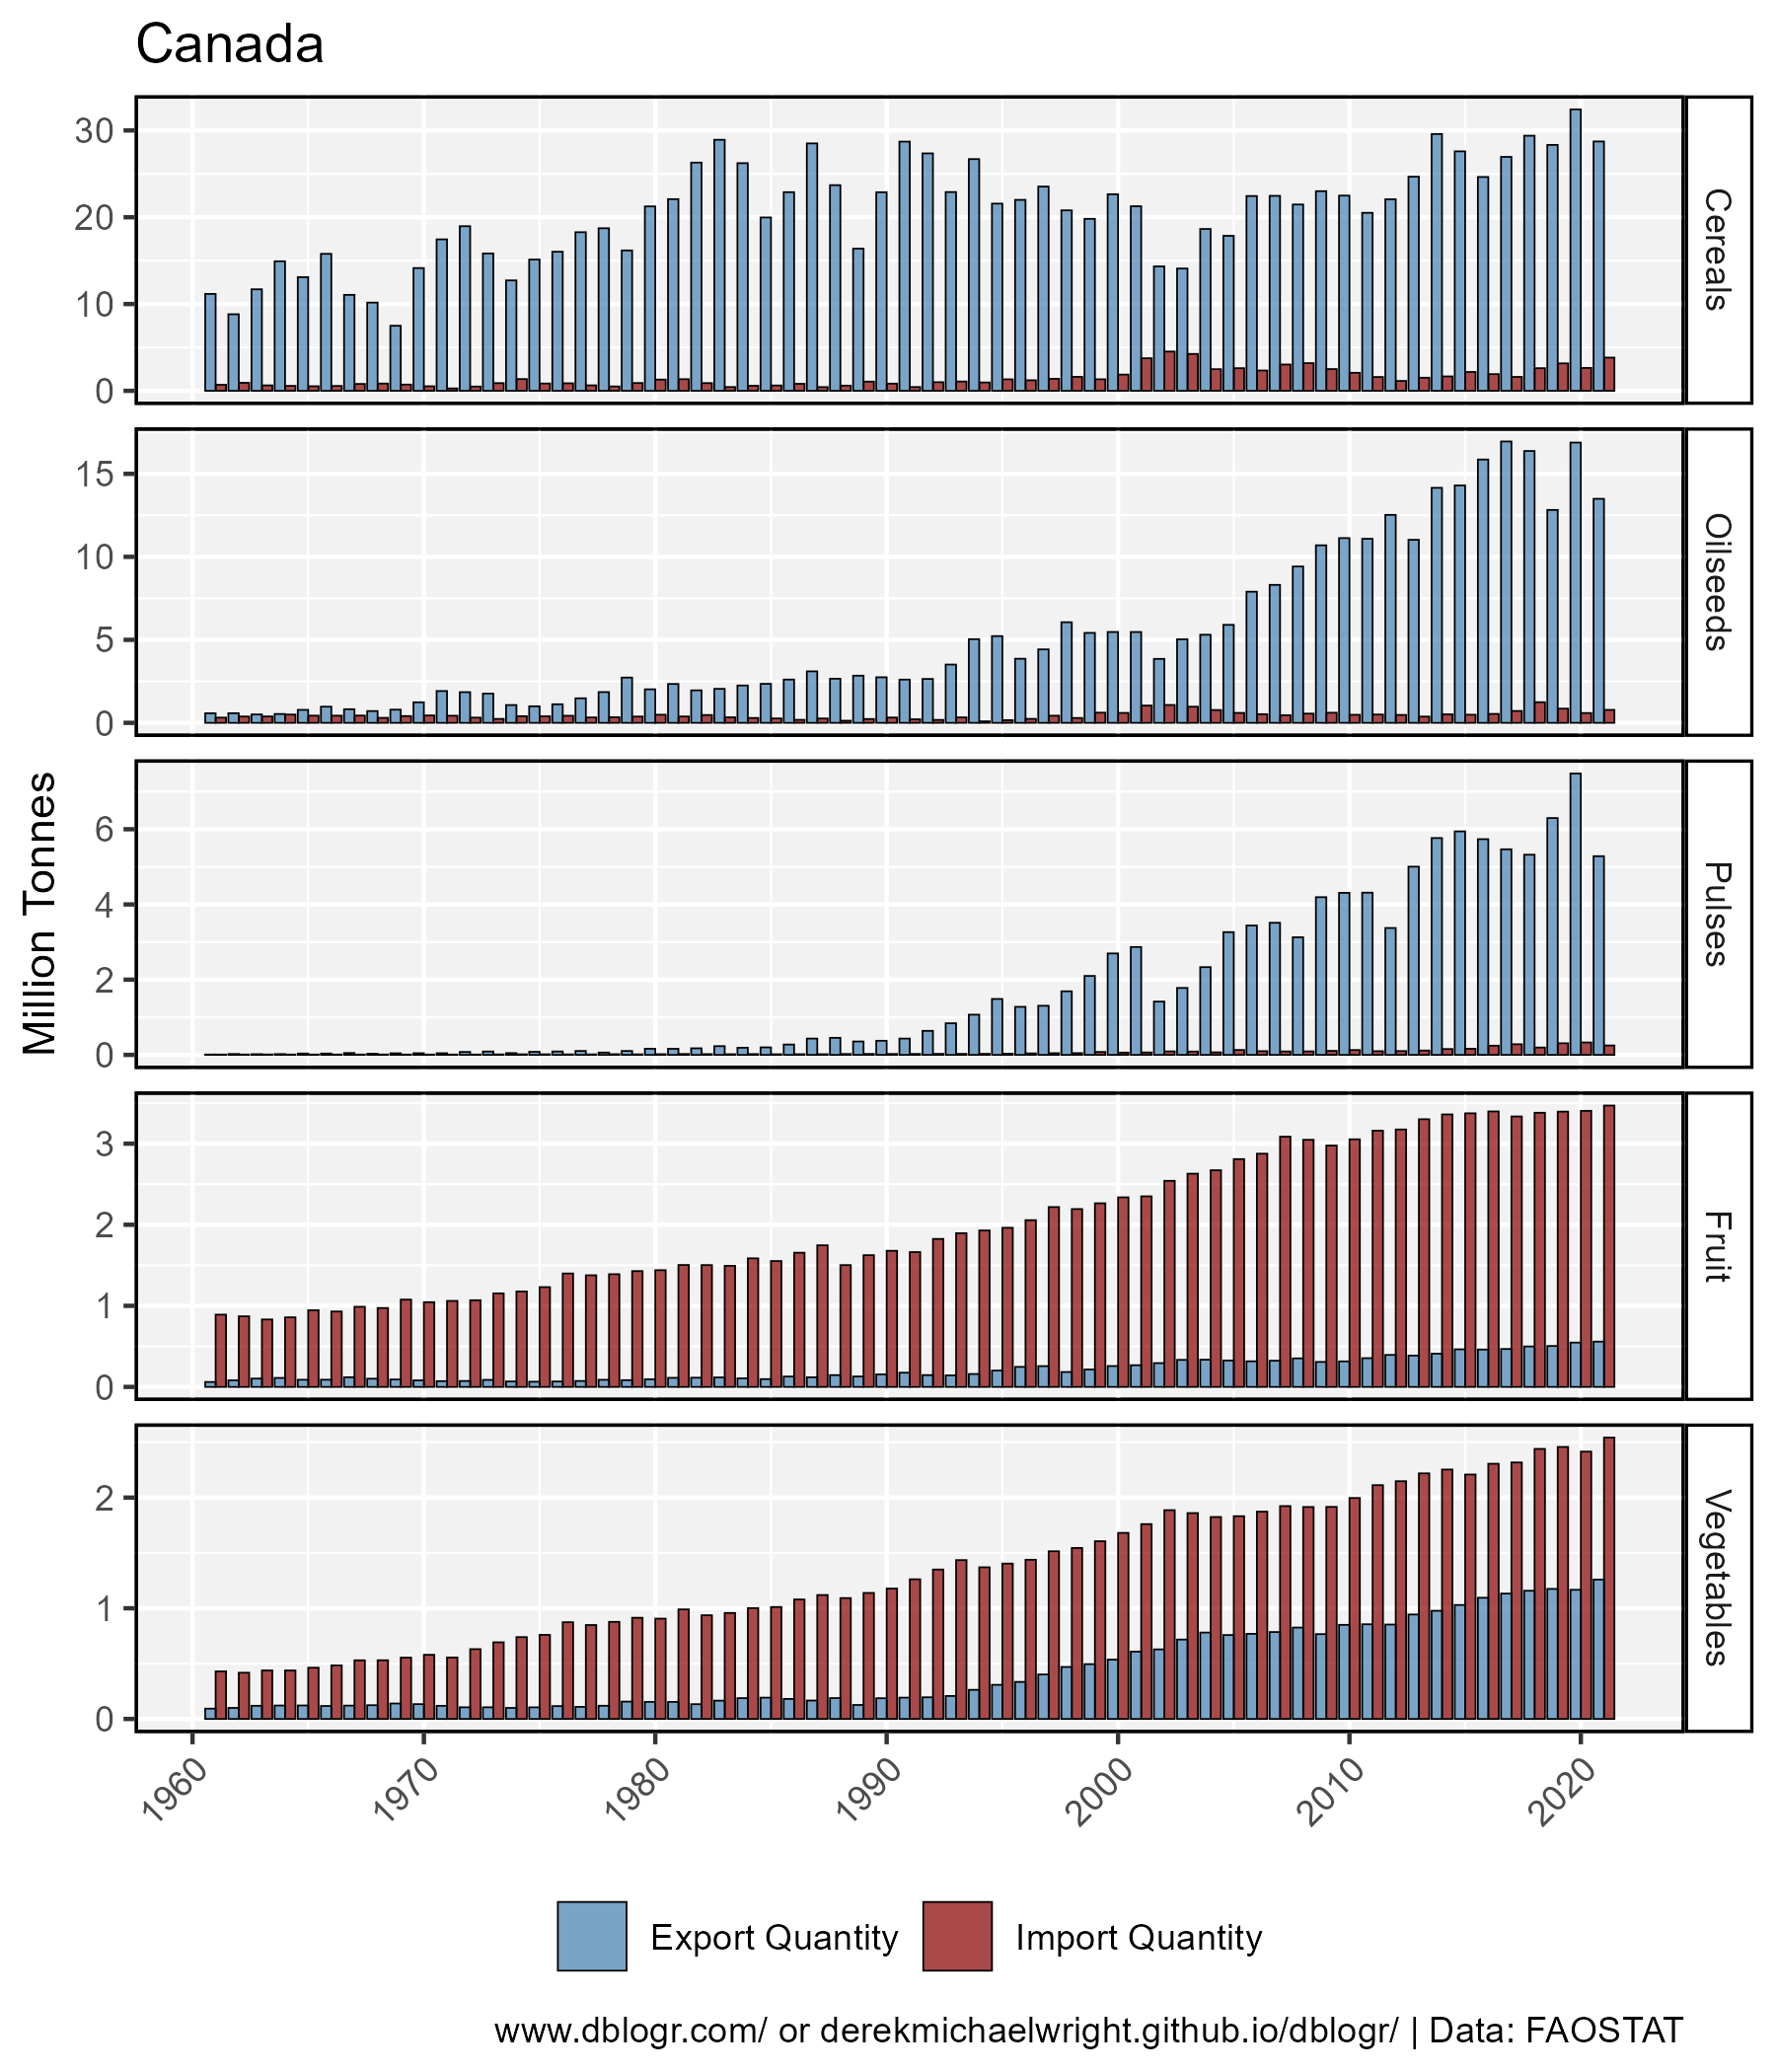 Canada
Million Tonnes
30
20
10
0
Cereals
15
10
5
0
Oilseeds
6
4
2
0
Pulses
3
2
1
0
Fruit
2
1
0
Vegetables
1960 1970 1980 1990 2000 2010 2020
Export Quantity Import Quantity
www.dblogr.com/ or derekmichaelwright.github.io/dblogr/ | Data: FAOSTAT